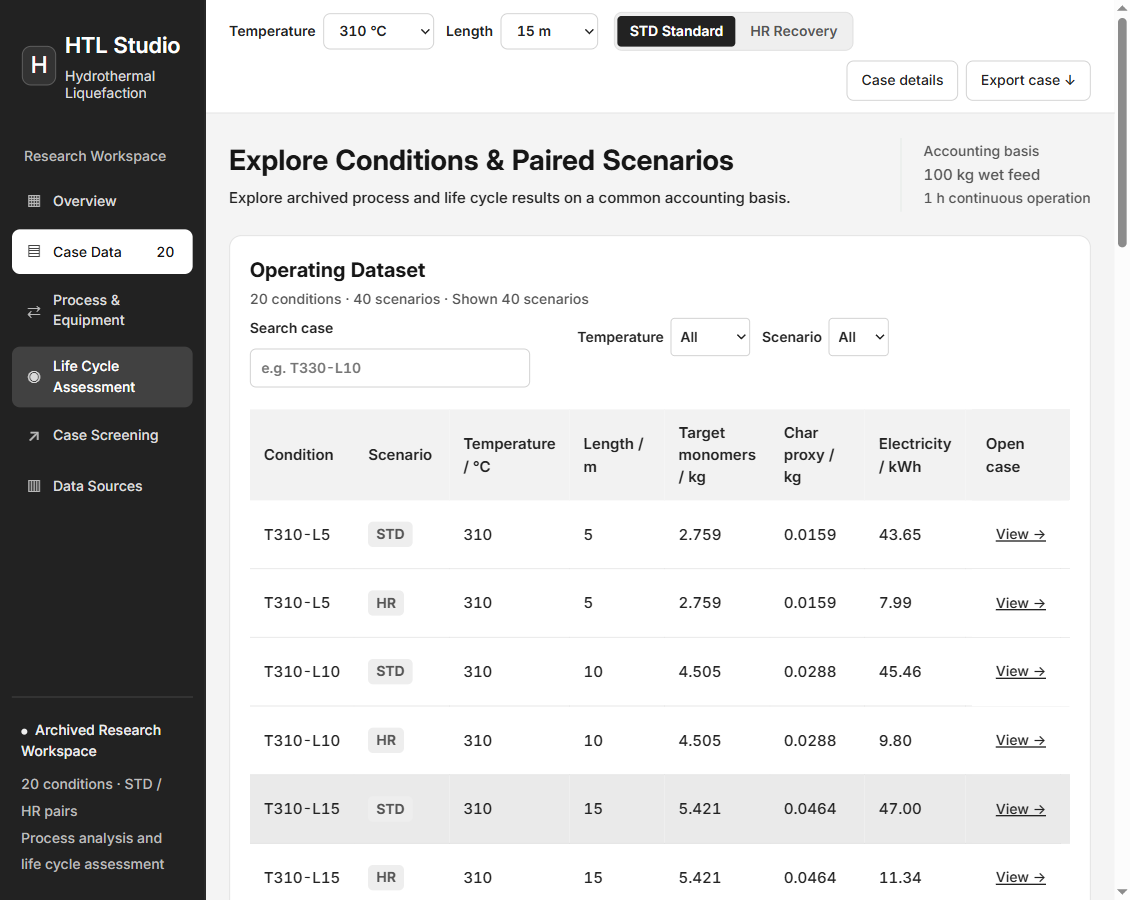 H
HTL Studio
Hydrothermal
Liquefaction
Research Workspace
Overview
Case Data 20
Process &
Equipment
Life Cycle
Assessment
Case Screening
Data Sources
● Archived Research
Workspace
20 conditions · STD /
HR pairs
Process analysis and
life cycle assessment
Temperature 310 °C Length 15 m STD Standard HR Recovery
Case details Export case ↓
Explore Conditions & Paired Scenarios
Explore archived process and life cycle results on a common accounting basis.
Accounting basis
100 kg wet feed
1 h continuous operation
Operating Dataset
20 conditions · 40 scenarios · Shown 40 scenarios
Search case
e.g. T330-L10
Temperature All Scenario All
Condition Scenario Temperature / °C Length / m Target monomers / kg Char proxy / kg Electricity / kWh Open case
T310-L5 STD 310 5 2.759 0.0159 43.65 View →
T310-L5 HR 310 5 2.759 0.0159 7.99 View →
T310-L10 STD 310 10 4.505 0.0288 45.46 View →
T310-L10 HR 310 10 4.505 0.0288 9.80 View →
T310-L15 STD 310 15 5.421 0.0464 47.00 View →
T310-L15 HR 310 15 5.421 0.0464 11.34 View →